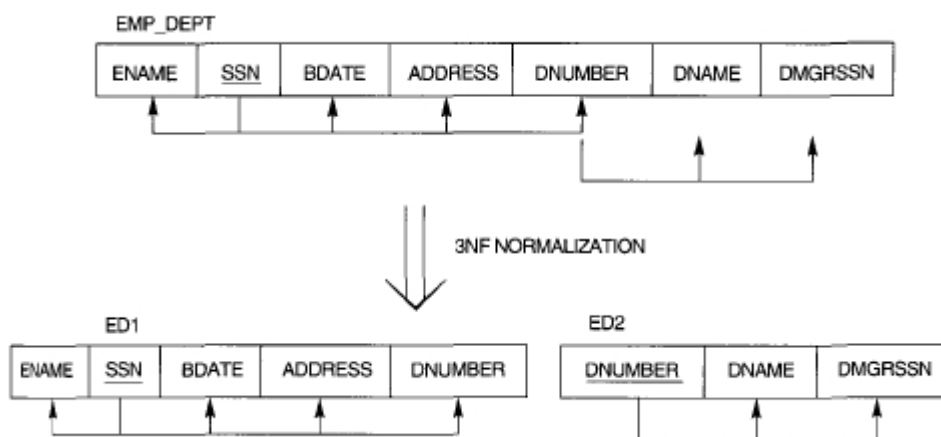 EMP_DEPT
ENAME SSN BDATE ADDRESS DNUMBER DNAME DMGRSSN
3NF NORMALIZATION
ED1 ED2
ENAME SSN BDATE ADDRESS DNUMBER DNUMBER DNAME DMGRSSN